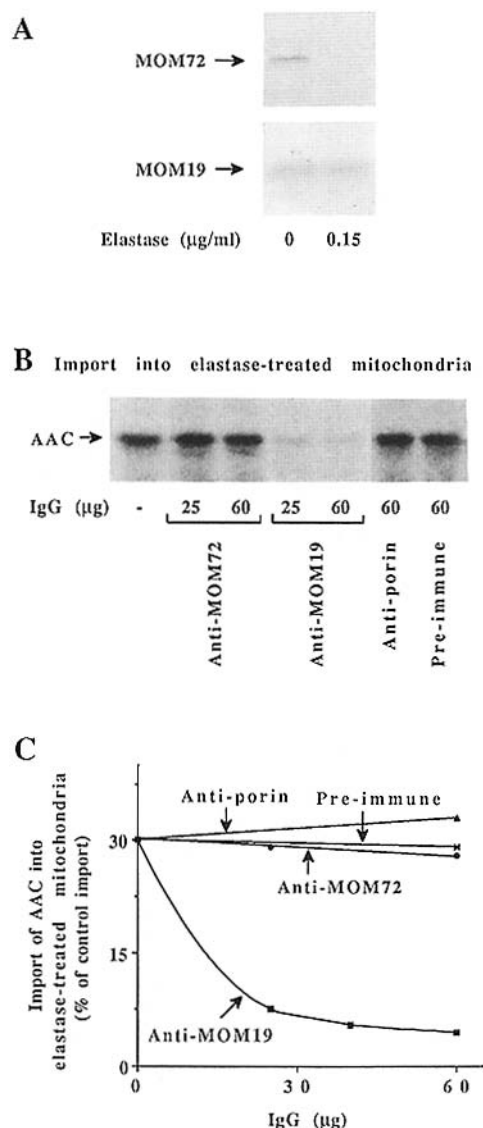 A
MOM72 →
MOM19 →
Elastase (µg/ml) 0 0.15
B Import into elastase-treated mitochondria
AAC →
IgG (µg) - 25 60 25 60 60 60
Anti-MOM72
Anti-MOM19
Anti-porin
Pre-immune
C
Import of AAC into
elastase-treated mitochondria
(% of control import)
30
15
0
Anti-porin
Pre-immune
Anti-MOM72
Anti-MOM19
0 30 60
IgG (µg)